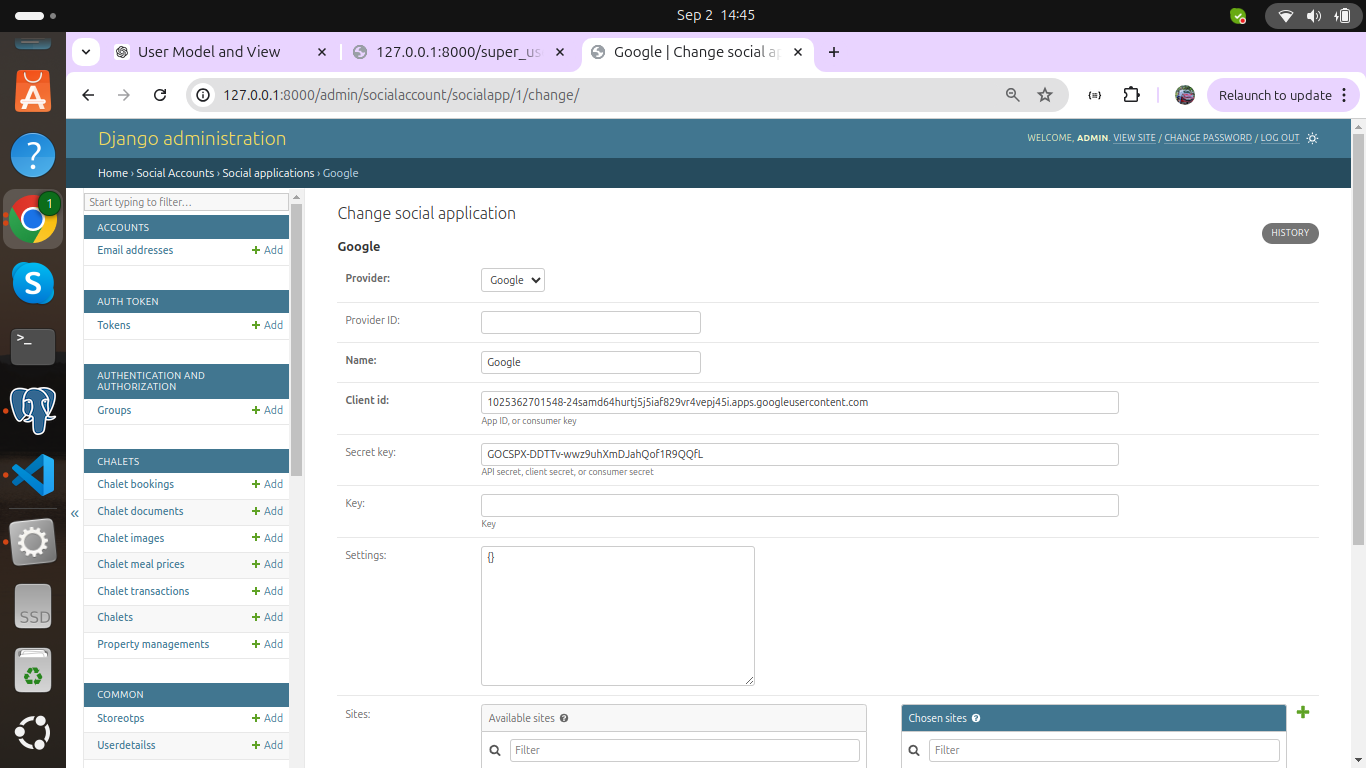 Sep 2 14:45
User Model and View
127.0.0.1:8000/super_us
Google | Change social ap
127.0.0.1:8000/admin/socialaccount/socialapp/1/change/
Relaunch to update
Django administration
WELCOME, ADMIN. VIEW SITE / CHANGE PASSWORD / LOG OUT
Home › Social Accounts › Social applications › Google
Start typing to filter...
ACCOUNTS
Email addresses + Add
AUTH TOKEN
Tokens + Add
AUTHENTICATION AND
AUTHORIZATION
Groups + Add
CHALETS
Chalet bookings + Add
Chalet documents + Add
Chalet images + Add
Chalet meal prices + Add
Chalet transactions + Add
Chalets + Add
Property managements + Add
COMMON
Storeotps + Add
Userdetailss + Add
«
Change social application
HISTORY
Google
Provider: Google
Provider ID:
Name: Google
Client id: 1025362701548-24samd64hurtj5j5iaf829vr4vepj45i.apps.googleusercontent.com
App ID, or consumer key
Secret key: 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
API secret, client secret, or consumer secret
Key:
Key
Settings: {}
Sites:
Available sites ?
Filter
Chosen sites ?
Filter
1
SSD